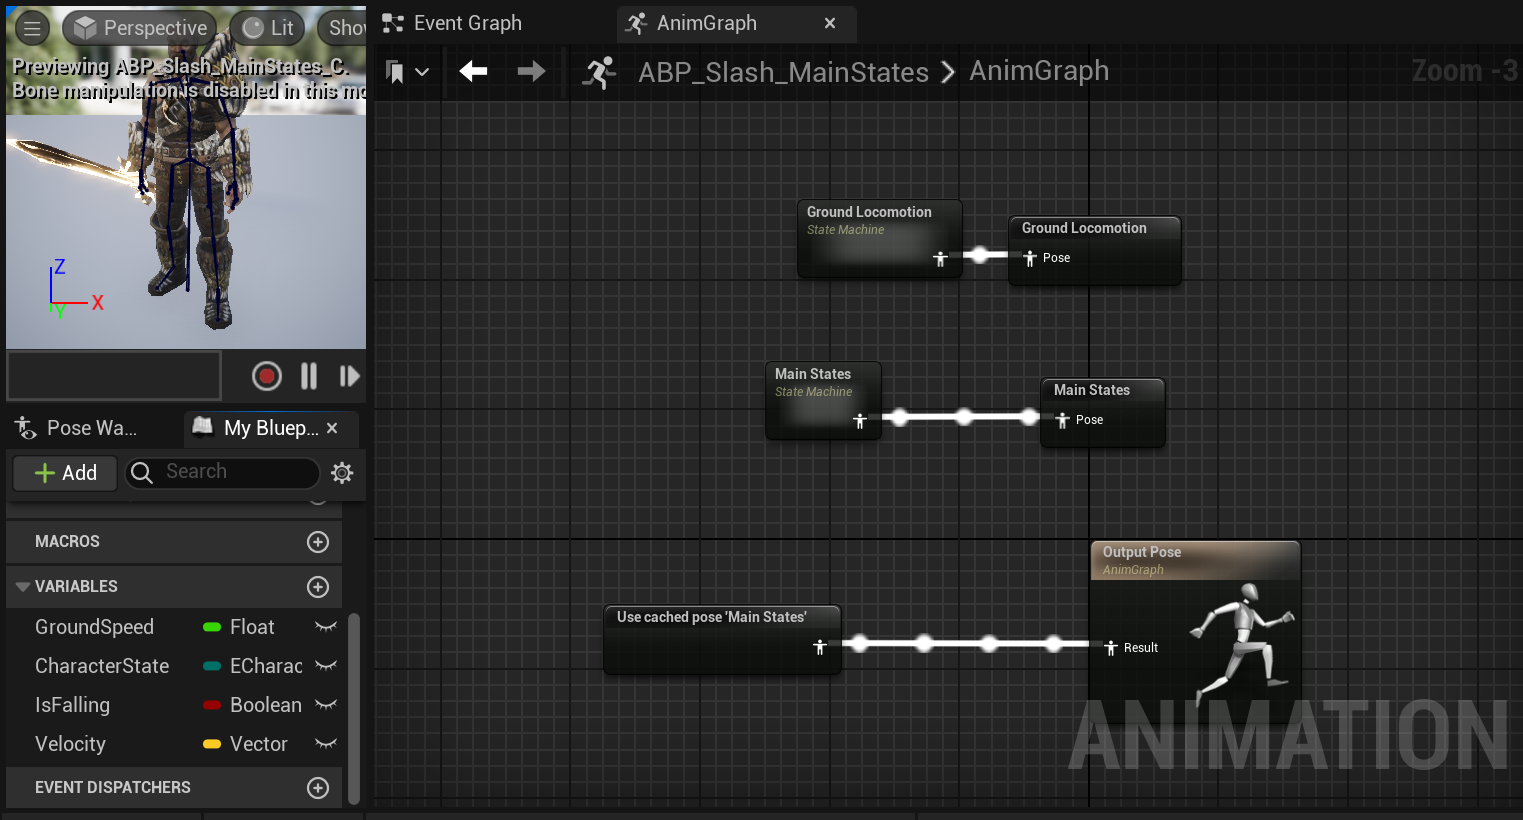 Perspective
Lit
Show
Previewing ABP_Slash_MainStates_C.
Bone manipulation is disabled in this mo
Z
X
Y
Pose Wa...
My Bluep...
Add
Search
MACROS
VARIABLES
GroundSpeed Float
CharacterState ECharac
IsFalling Boolean
Velocity Vector
EVENT DISPATCHERS
Event Graph
AnimGraph
ABP_Slash_MainStates
AnimGraph
Zoom -3
Ground Locomotion
State Machine
Ground Locomotion
Pose
Main States
State Machine
Main States
Pose
Use cached pose 'Main States'
Output Pose
AnimGraph
Result
ANIMATION